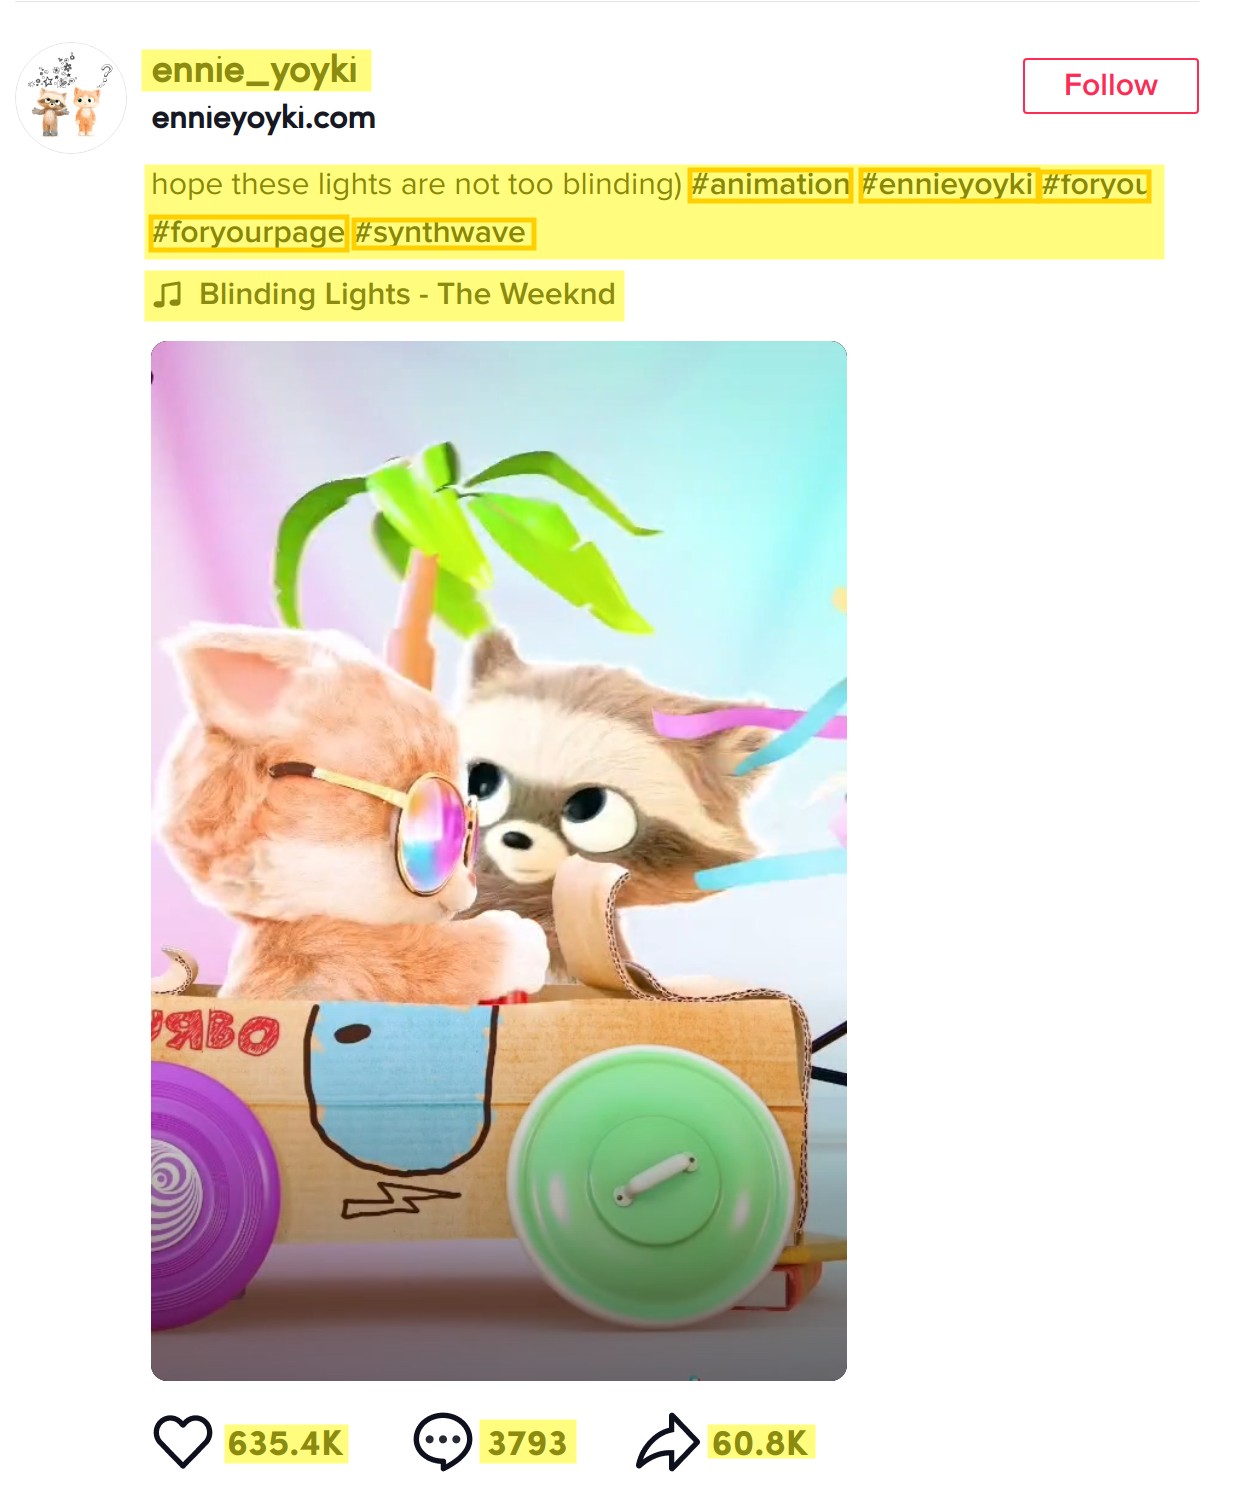 ennie_yoyki
ennieyoyki.com
Follow
hope these lights are not too blinding) #animation #ennieyoyki #foryou
#foryourpage #synthwave
Blinding Lights - The Weeknd
635.4K 3793 60.8K